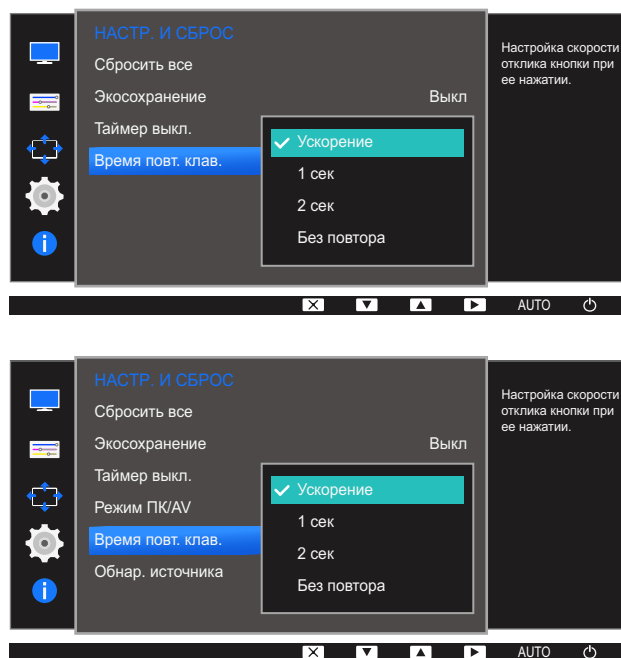 НАСТР. И СБРОС
Сбросить все
Экосохранение Выкл
Таймер выкл.
Время повт. клав.
Ускорение
1 сек
2 сек
Без повтора
Настройка скорости
отклика кнопки при
ее нажатии.
AUTO
НАСТР. И СБРОС
Сбросить все
Экосохранение Выкл
Таймер выкл.
Режим ПК/AV
Время повт. клав.
Обнар. источника
Ускорение
1 сек
2 сек
Без повтора
Настройка скорости
отклика кнопки при
ее нажатии.
AUTO